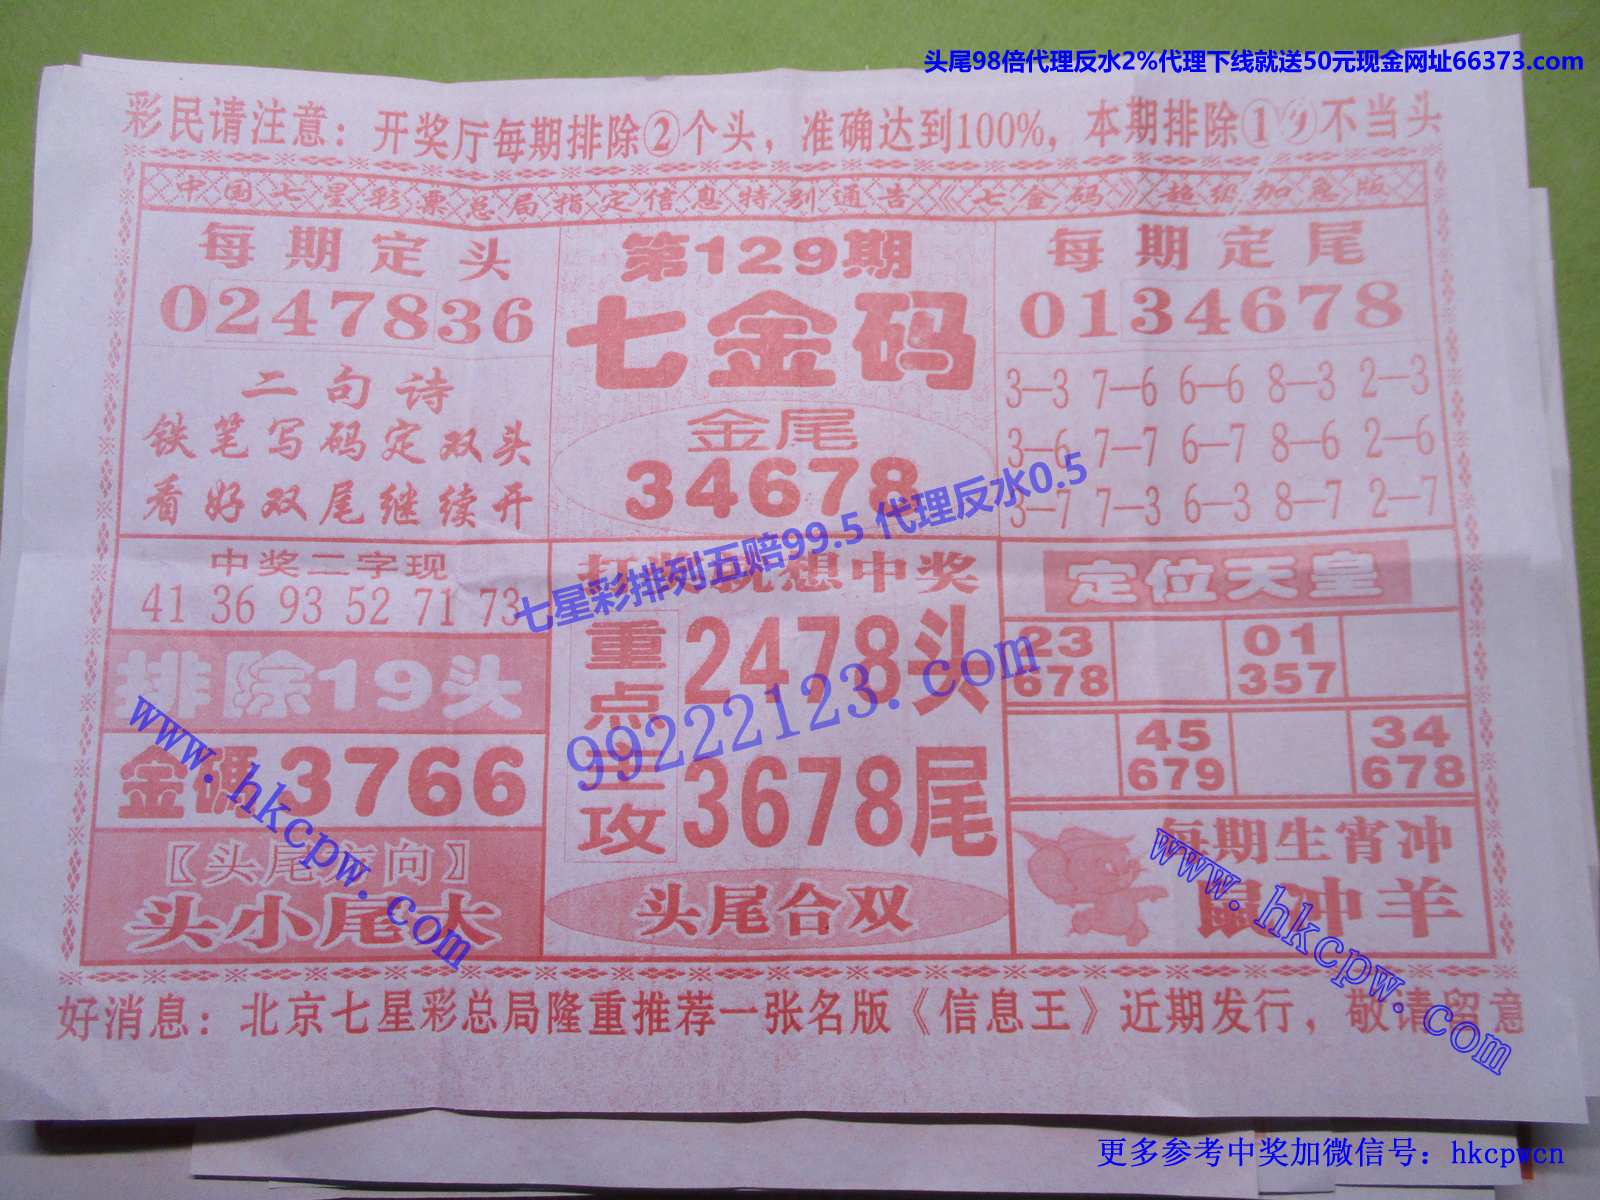 头尾98倍代理反水2%代理下线就送50元现金网址66373.com
彩民请注意：开奖厅每期排除②个头，准确达到100%，本期排除①⑨不当头
中国七星彩票总局指定信息特别通告《七金码》超级加急版
每期定头
0247836
二句诗
铁笔写码定双头
看好双尾继续开
第129期
七金码
金尾
34678
每期定尾
0134678
3—3 7—6 6—6 8—3 2—3
3—6 7—7 6—7 8—6 2—6
3—7 7—3 6—3 8—7 2—7
七星彩排列五赔99.5 代理反水0.5
中奖二字现
41 36 93 52 71 73
排除19头
金碼3766
【头尾方向】
头小尾大
想中奖
重点
攻
2478头
3678尾
头尾合双
99222123.com
定位天皇
23 01
678 357
45 34
679 678
每期生宵冲
鼠冲羊
www.hkcpw.com
www.hkcpw.com
好消息：北京七星彩总局隆重推荐一张名版《信息王》近期发行，敬请留意
更多参考中奖加微信号：hkcpwcn